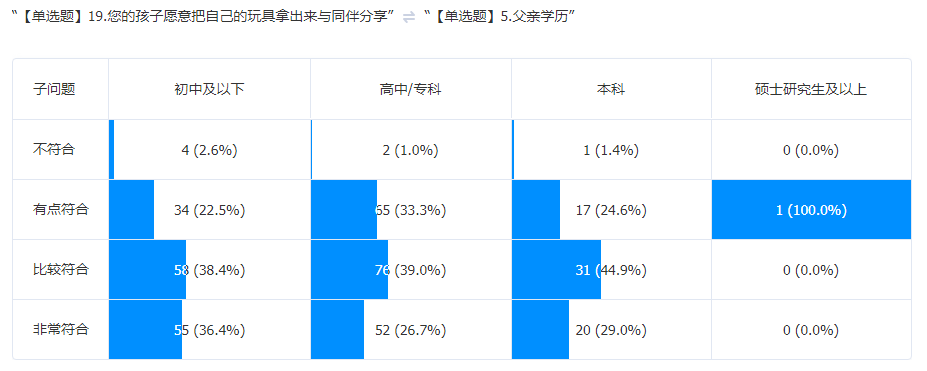 “【单选题】19.您的孩子愿意把自己的玩具拿出来与同伴分享” ⇌ “【单选题】5.父亲学历”
子问题 初中及以下 高中/专科 本科 硕士研究生及以上
不符合 4 (2.6%) 2 (1.0%) 1 (1.4%) 0 (0.0%)
有点符合 34 (22.5%) 65 (33.3%) 17 (24.6%) 1 (100.0%)
比较符合 58 (38.4%) 76 (39.0%) 31 (44.9%) 0 (0.0%)
非常符合 55 (36.4%) 52 (26.7%) 20 (29.0%) 0 (0.0%)